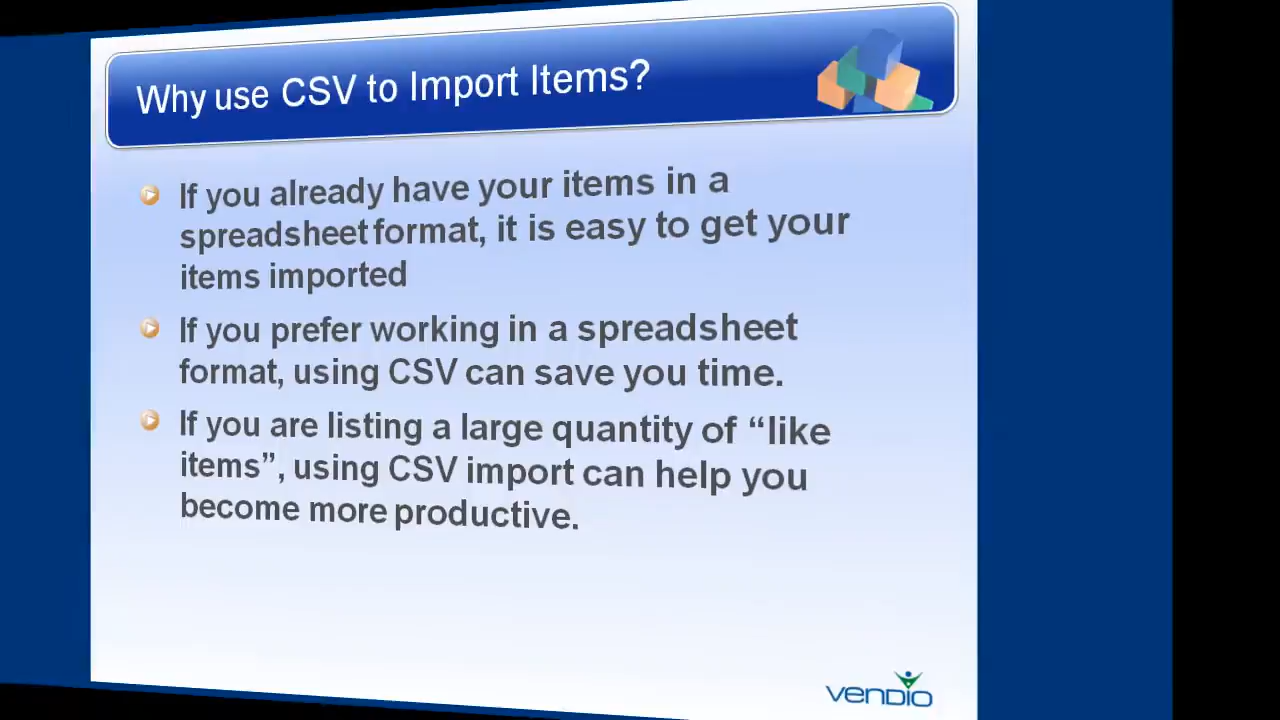 Why use CSV to Import Items?
If you already have your items in a
spreadsheet format, it is easy to get your
items imported
If you prefer working in a spreadsheet
format, using CSV can save you time.
If you are listing a large quantity of “like
items”, using CSV import can help you
become more productive.
VENDIO